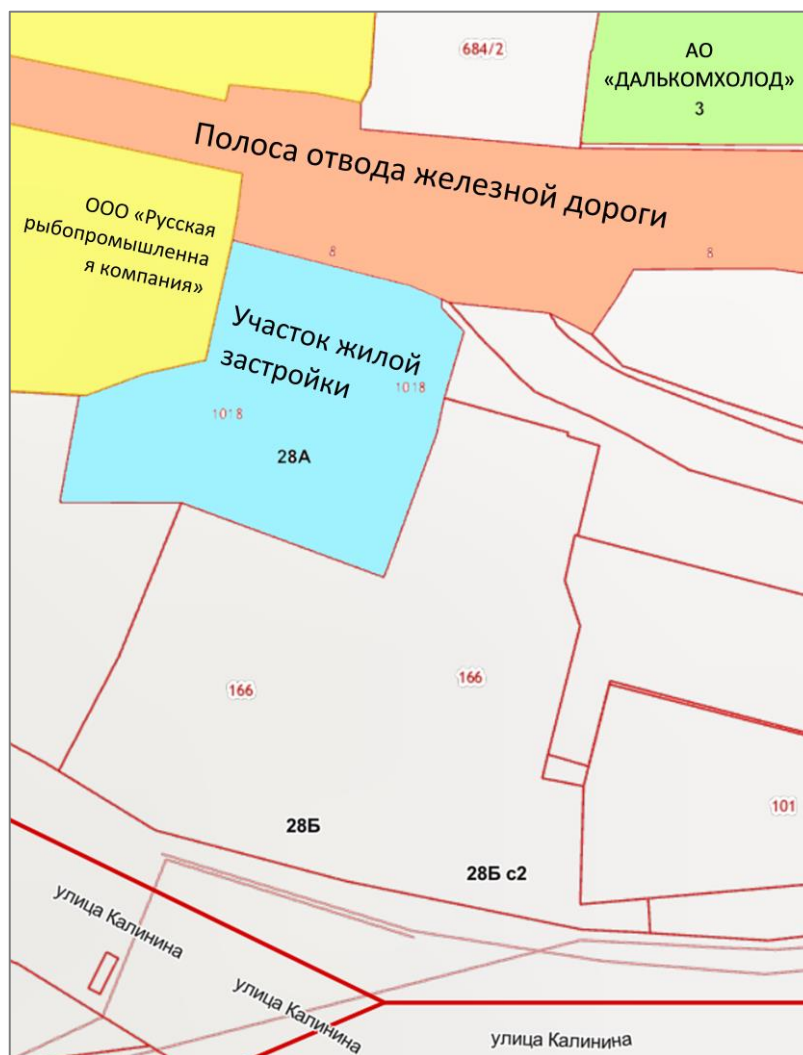 684/2
АО
«ДАЛЬКОМХОЛОД»
3
Полоса отвода железной дороги
ООО «Русская
рыбопромышленна
я компания»
8
8
Участок жилой
застройки
1018
1018
28А
166
166
28Б
28Б с2
101
улица Калинина
улица Калинина
улица Калинина